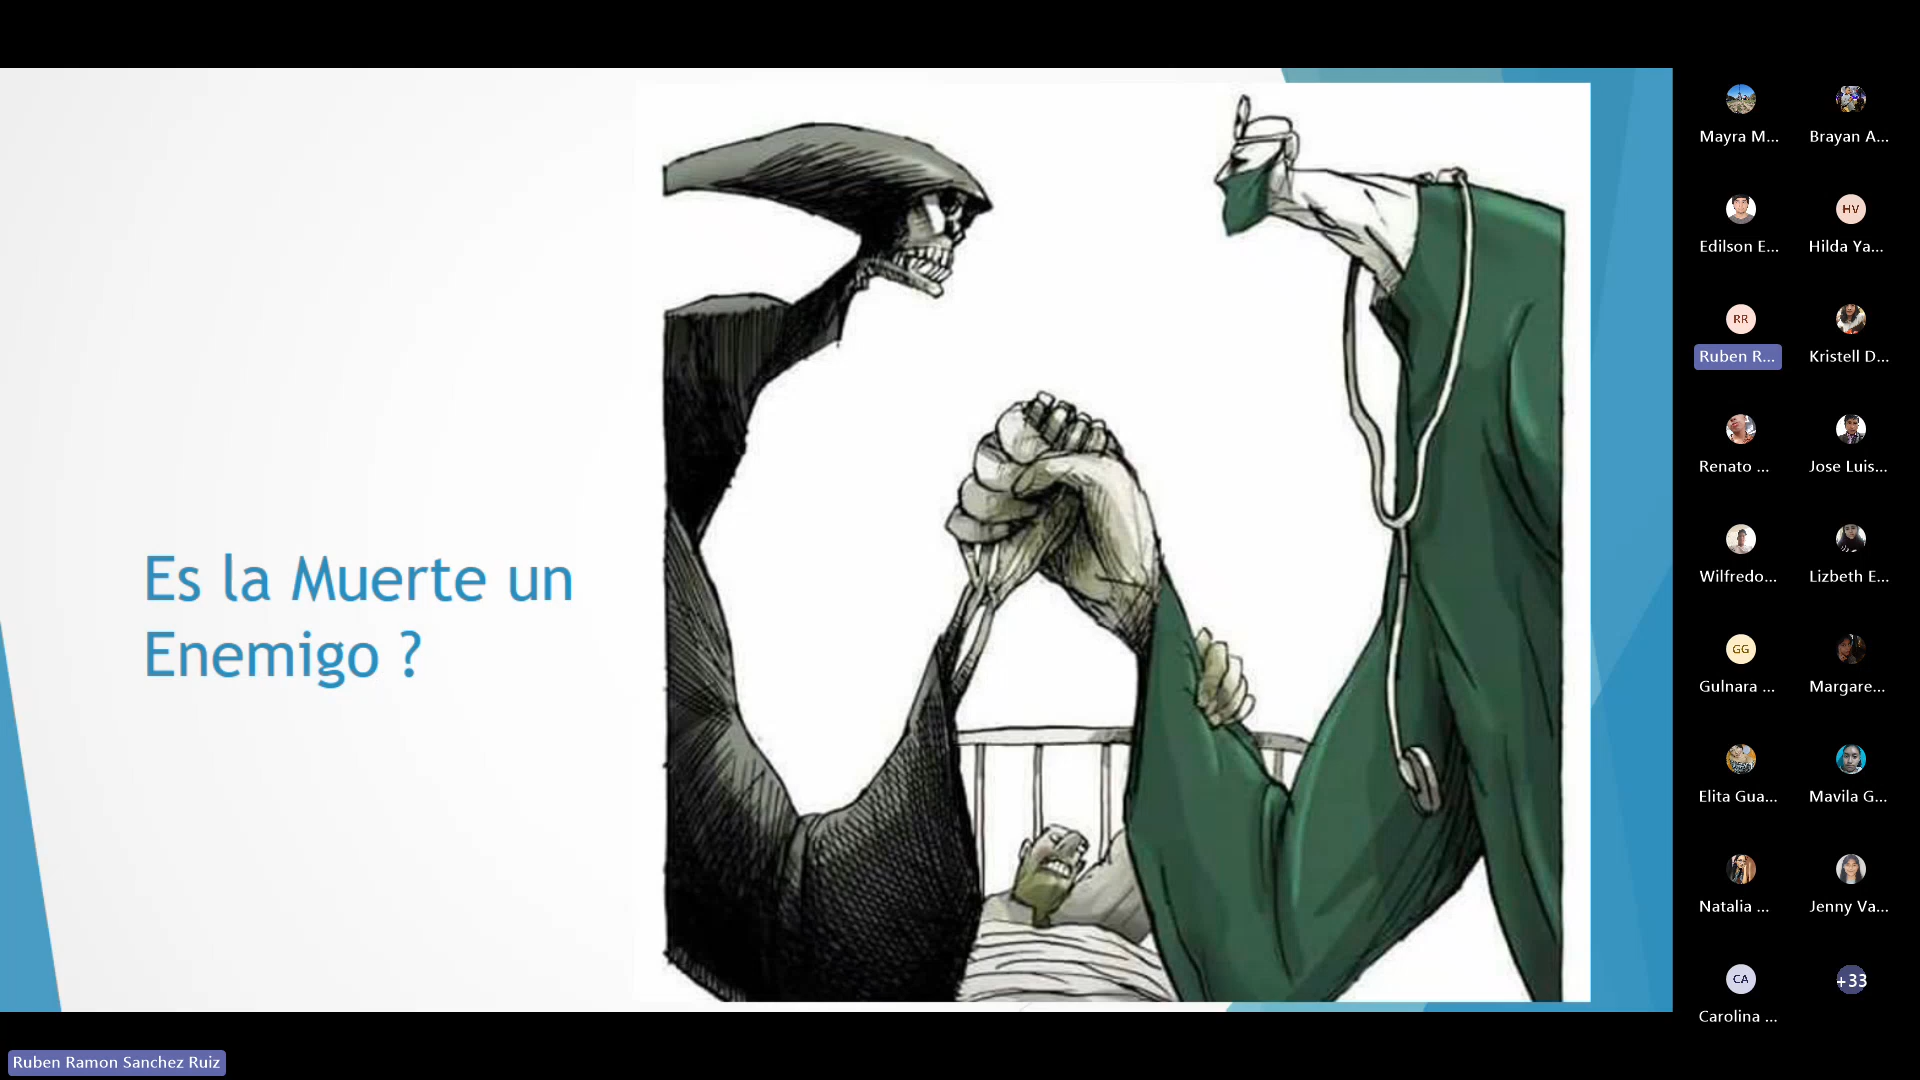 Es la Muerte un
Enemigo ?
Mayra M...
Brayan A...
Edilson E...
HV
Hilda Ya...
RR
Ruben R...
Kristell D...
Renato ...
Jose Luis...
Wilfredo...
Lizbeth E...
GG
Gulnara ...
Margare...
Elita Gua...
Mavila G...
Natalia ...
Jenny Va...
CA
Carolina ...
+33
Ruben Ramon Sanchez Ruiz